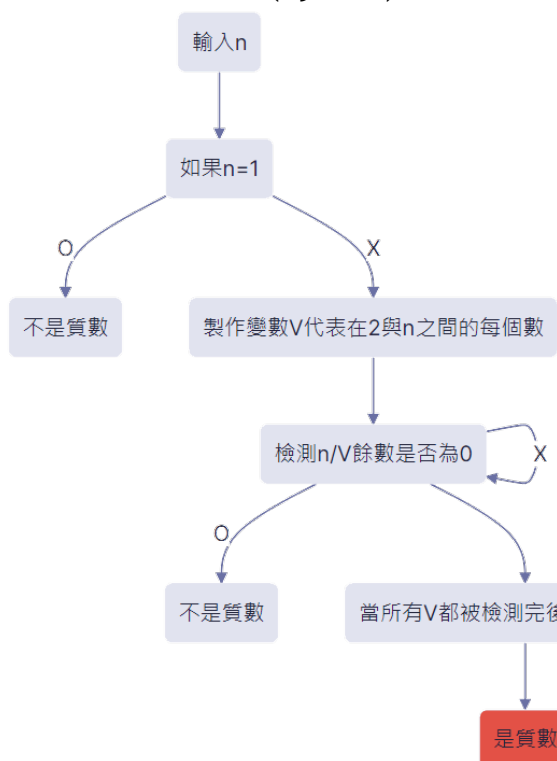 輸入n
如果n=1
O
X
不是質數
製作變數V代表在2與n之間的每個數
檢測n/V餘數是否為0
X
O
不是質數
當所有V都被檢測完後
是質數